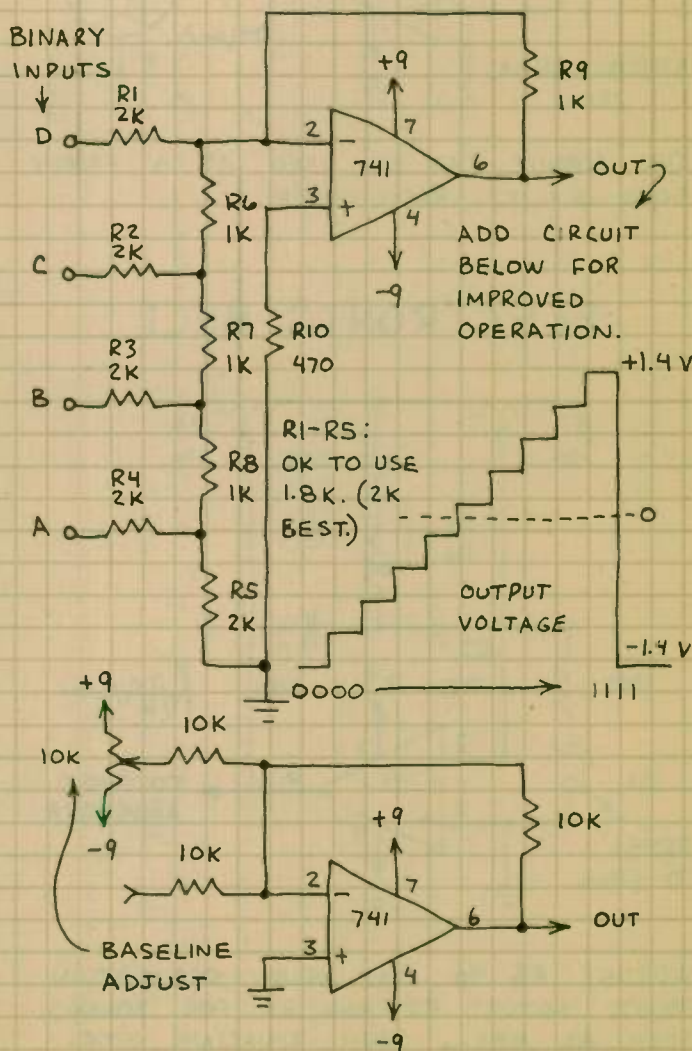 BINARY
INPUTS
D
R1
2K
R6
1K
C
R2
2K
R7
1K
B
R3
2K
R8
1K
A
R4
2K
R5
2K
2
-
3
+
741
+9
7
6
4
-9
R9
1K
OUT
R10
470
ADD CIRCUIT
BELOW FOR
IMPROVED
OPERATION.
R1-R5:
OK TO USE
1.8K. (2K
BEST.)
+1.4 V
0
OUTPUT
VOLTAGE
-1.4 V
0000
1111
+9
10K
-9
10K
10K
BASELINE
ADJUST
2
-
3
+
741
+9
7
6
4
-9
10K
OUT